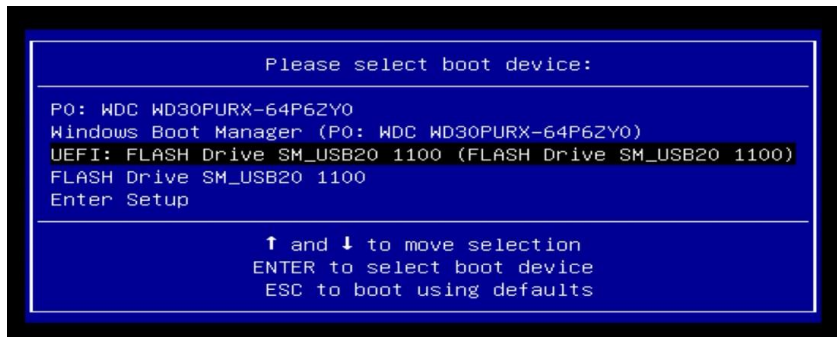 Please select boot device:
P0: WDC WD30PURX-64P6ZY0
Windows Boot Manager (P0: WDC WD30PURX-64P6ZY0)
UEFI: FLASH Drive SM_USB20 1100 (FLASH Drive SM_USB20 1100)
FLASH Drive SM_USB20 1100
Enter Setup
↑ and ↓ to move selection
ENTER to select boot device
ESC to boot using defaults